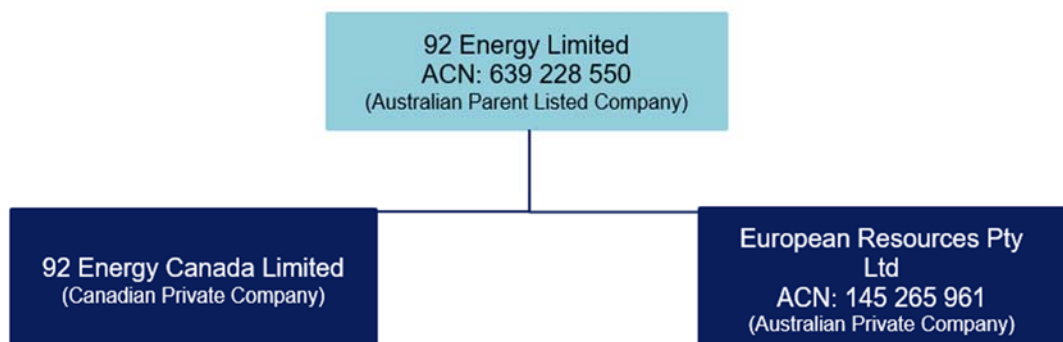 92 Energy Limited
ACN: 639 228 550
(Australian Parent Listed Company)
92 Energy Canada Limited
(Canadian Private Company)
European Resources Pty
Ltd
ACN: 145 265 961
(Australian Private Company)